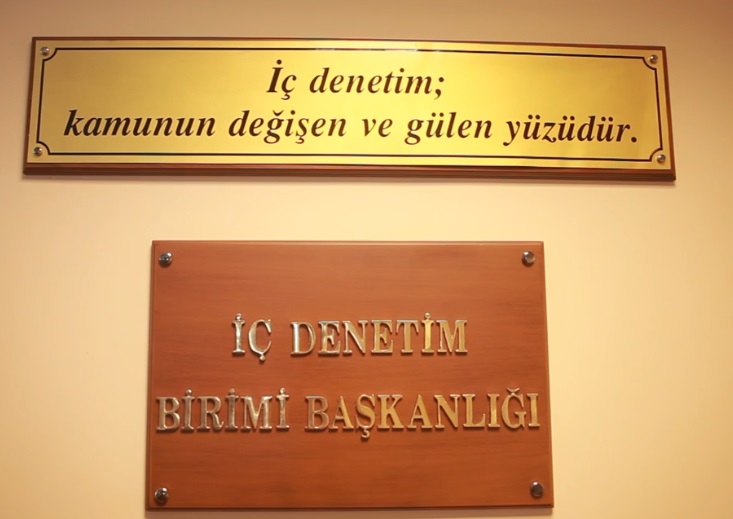 İç denetim;
kamunun değişen ve gülen yüzüdür.
İÇ DENETİM
BİRİMİ BAŞKANLIĞI